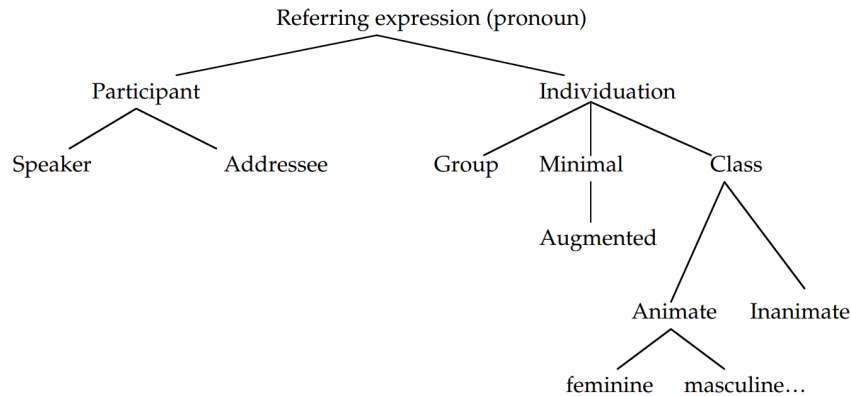 Referring expression (pronoun)
Participant Individuation
Speaker Addressee Group Minimal Class
Augmented
Animate Inanimate
feminine masculine…